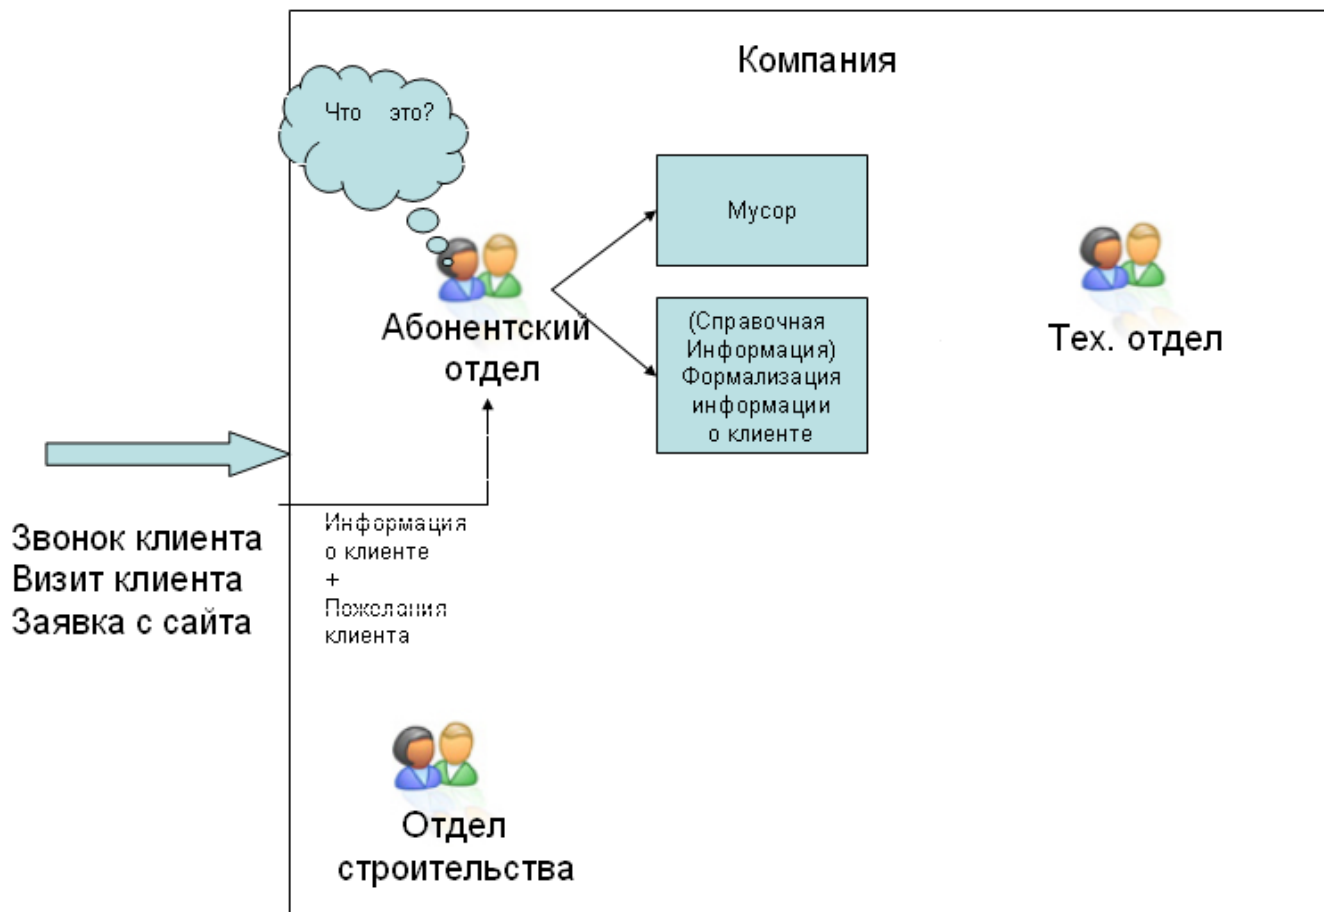 Компания
Что это?
Мусор
Абонентский
отдел
(Справочная
Информация)
Формализация
информации
о клиенте
Тех. отдел
Звонок клиента
Визит клиента
Заявка с сайта
Информация
о клиенте
+
Пожелания
клиента
Отдел
строительства